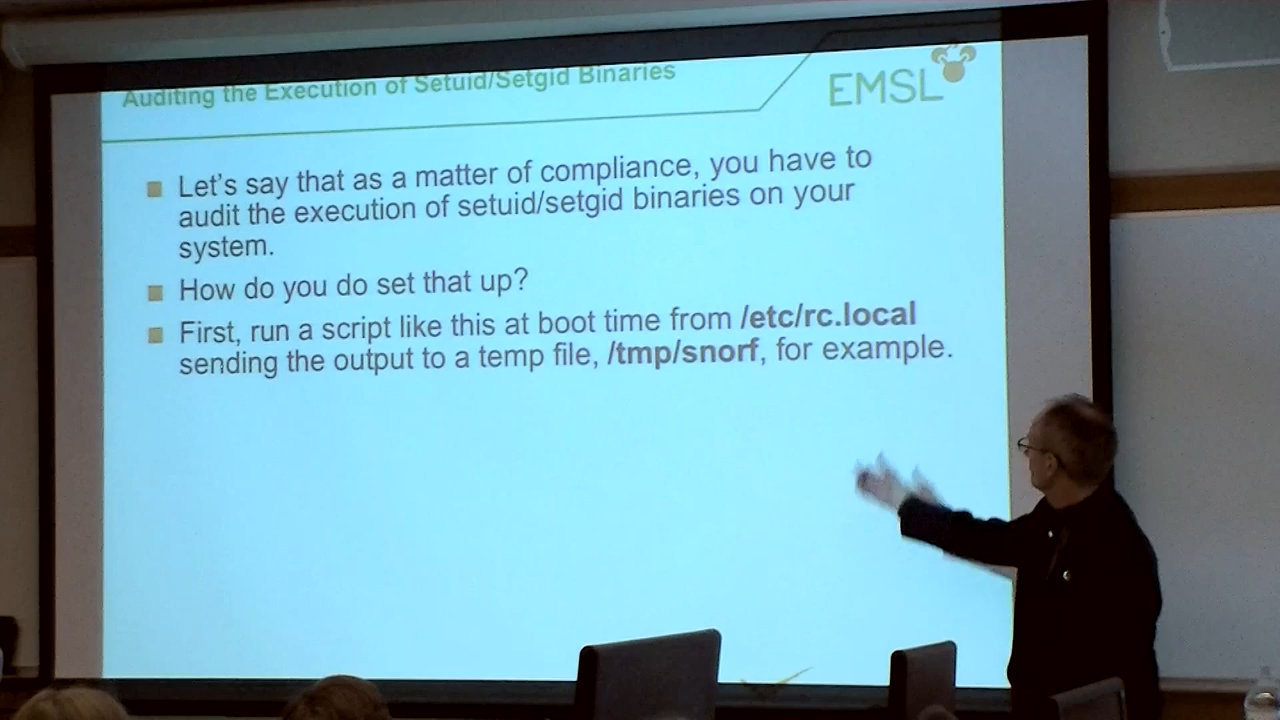 Auditing the Execution of Setuid/Setgid Binaries
EMSL
Let's say that as a matter of compliance, you have to
audit the execution of setuid/setgid binaries on your
system.
How do you do set that up?
First, run a script like this at boot time from /etc/rc.local
sending the output to a temp file, /tmp/snorf, for example.